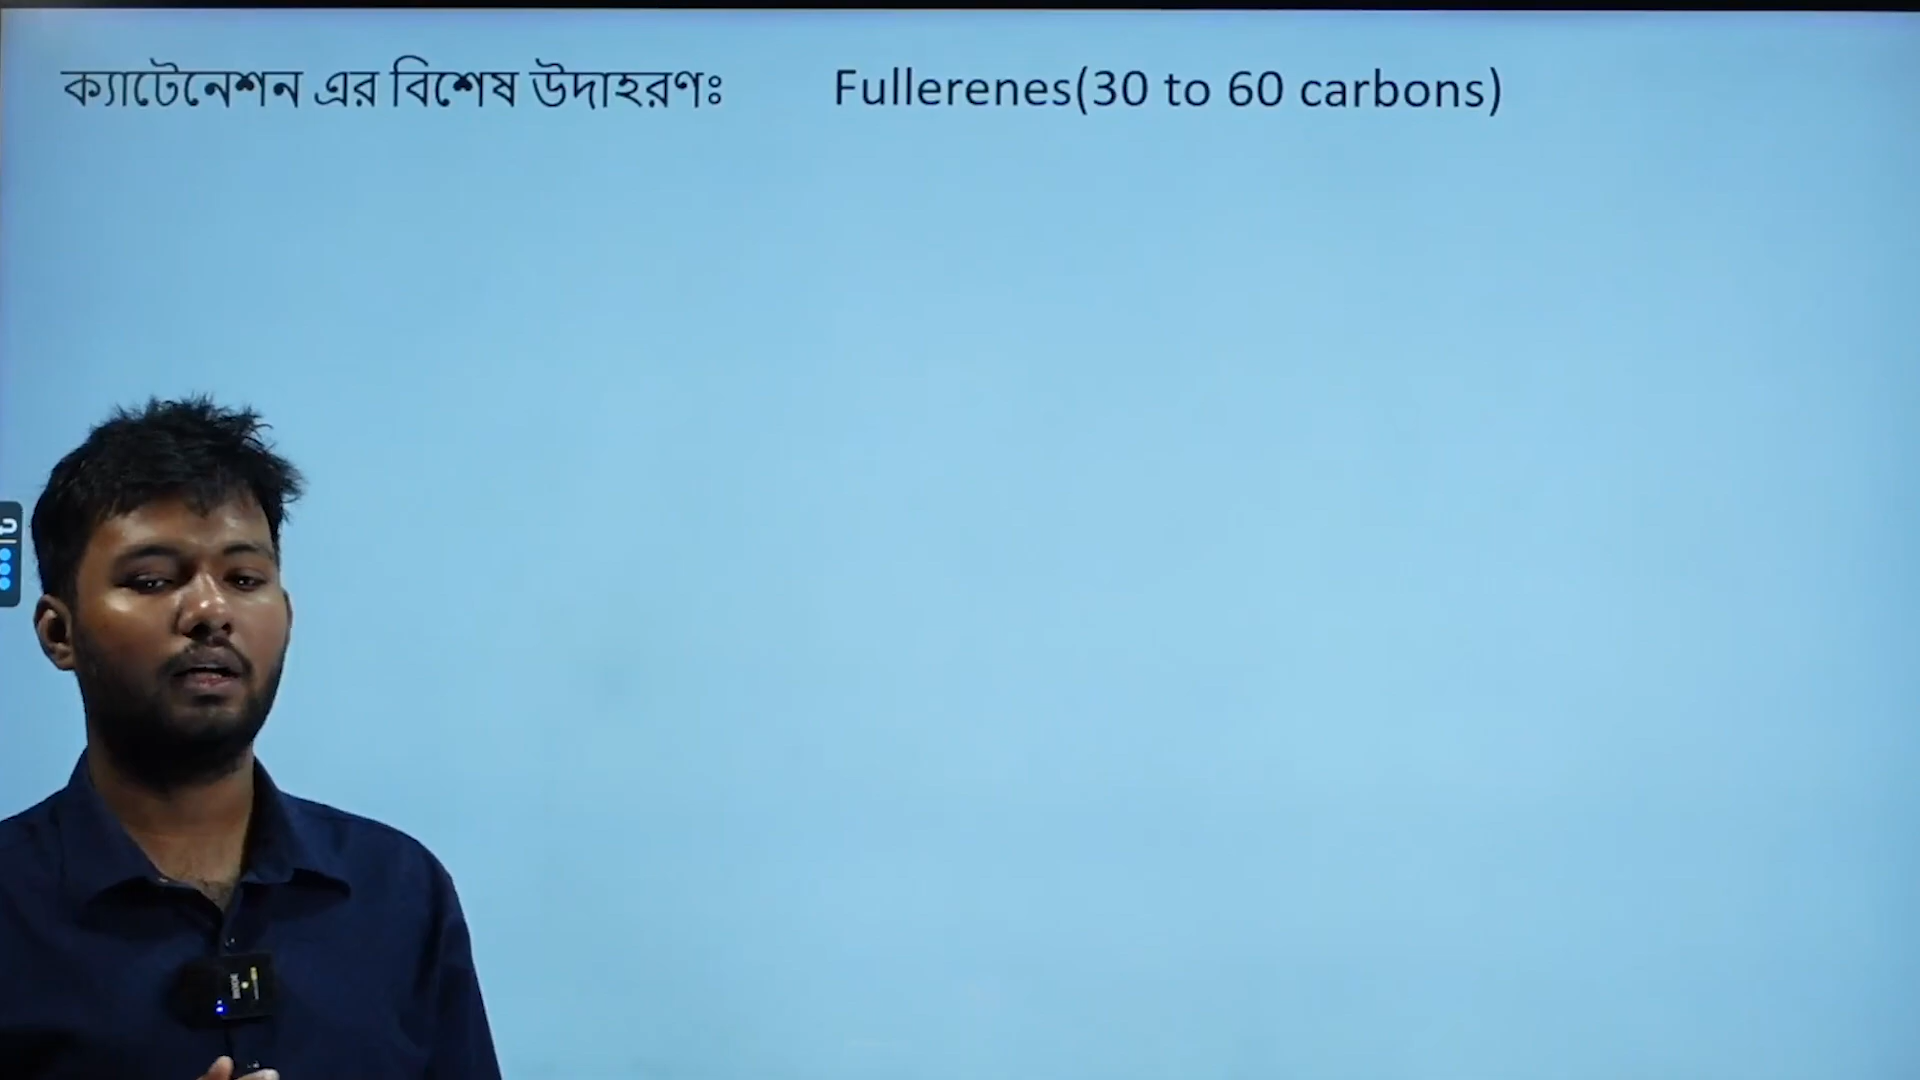 ক্যাটেনেশন এর বিশেষ উদাহরণঃ Fullerenes(30 to 60 carbons)